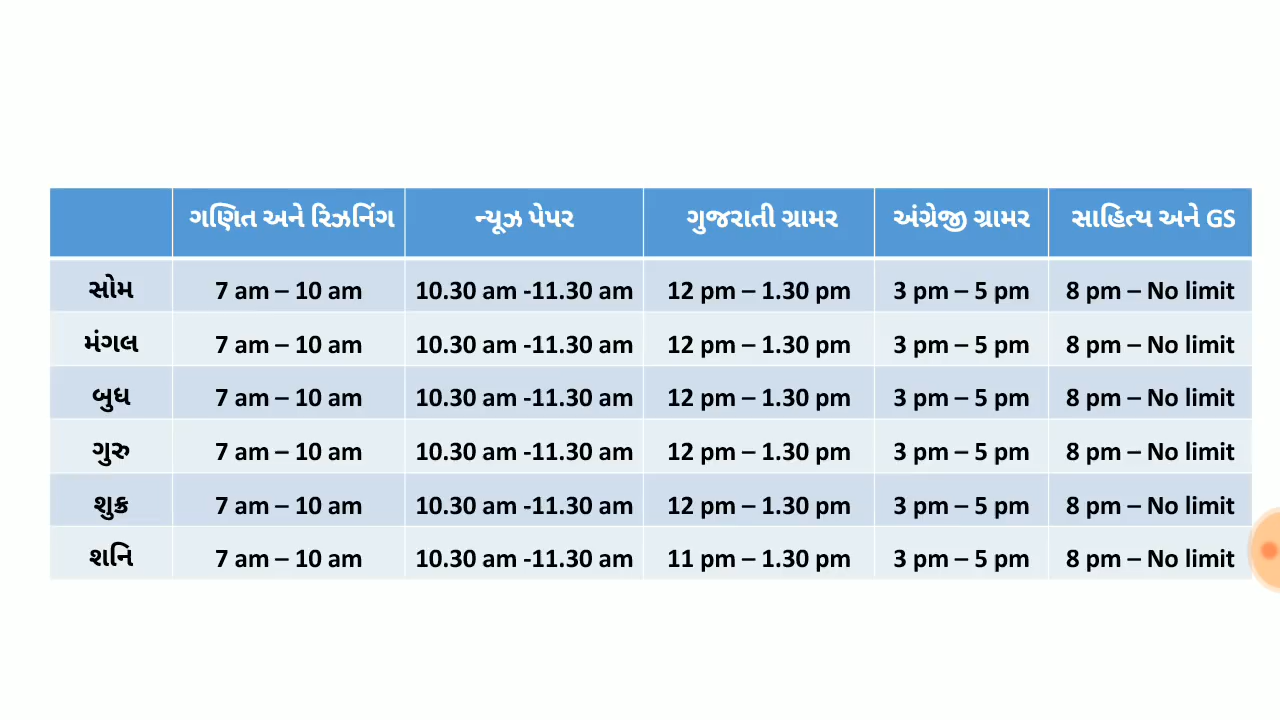 ગણિત અને રિઝનિંગ ન્યૂઝ પેપર ગુજરાતી ગ્રામર અંગ્રેજી ગ્રામર સાહિત્ય અને GS
સોમ 7 am – 10 am 10.30 am -11.30 am 12 pm – 1.30 pm 3 pm – 5 pm 8 pm – No limit
મંગલ 7 am – 10 am 10.30 am -11.30 am 12 pm – 1.30 pm 3 pm – 5 pm 8 pm – No limit
બુધ 7 am – 10 am 10.30 am -11.30 am 12 pm – 1.30 pm 3 pm – 5 pm 8 pm – No limit
ગુરુ 7 am – 10 am 10.30 am -11.30 am 12 pm – 1.30 pm 3 pm – 5 pm 8 pm – No limit
શુક્ર 7 am – 10 am 10.30 am -11.30 am 12 pm – 1.30 pm 3 pm – 5 pm 8 pm – No limit
શનિ 7 am – 10 am 10.30 am -11.30 am 11 pm – 1.30 pm 3 pm – 5 pm 8 pm – No limit